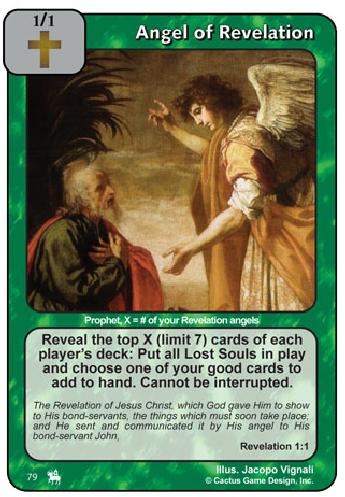 1/1
Angel of Revelation
Prophet, X = # of your Revelation angels
Reveal the top X (limit 7) cards of each
player's deck: Put all Lost Souls in play
and choose one of your good cards to
add to hand. Cannot be interrupted.
The Revelation of Jesus Christ, which God gave Him to show
to His bond-servants, the things which must soon take place;
and He sent and communicated it by His angel to His
bond-servant John,
Revelation 1:1
Illus. Jacopo Vignali
79
© Cactus Game Design, Inc.